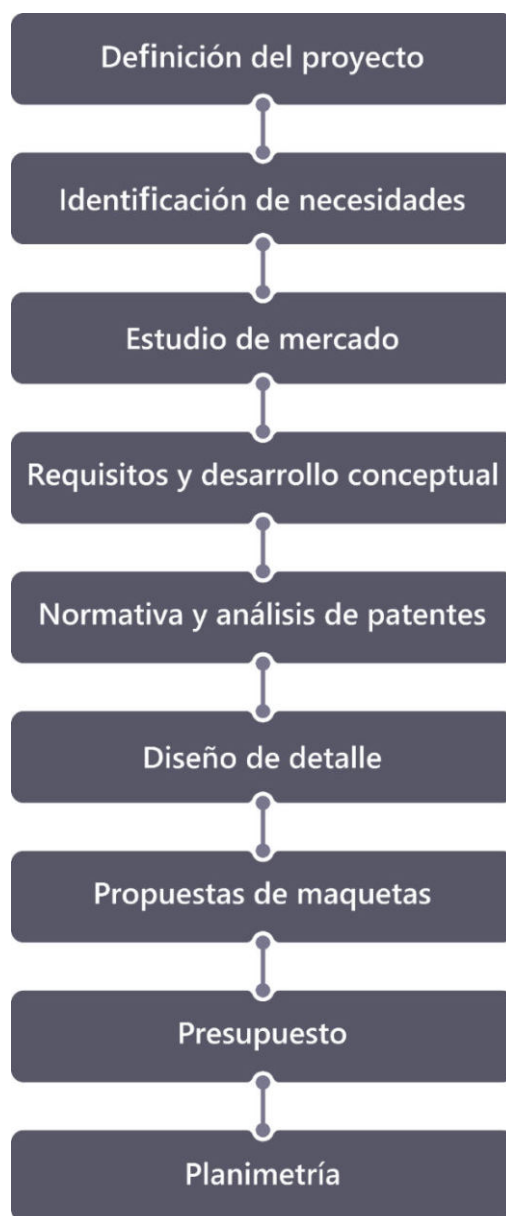 Definición del proyecto
Identificación de necesidades
Estudio de mercado
Requisitos y desarrollo conceptual
Normativa y análisis de patentes
Diseño de detalle
Propuestas de maquetas
Presupuesto
Planimetría